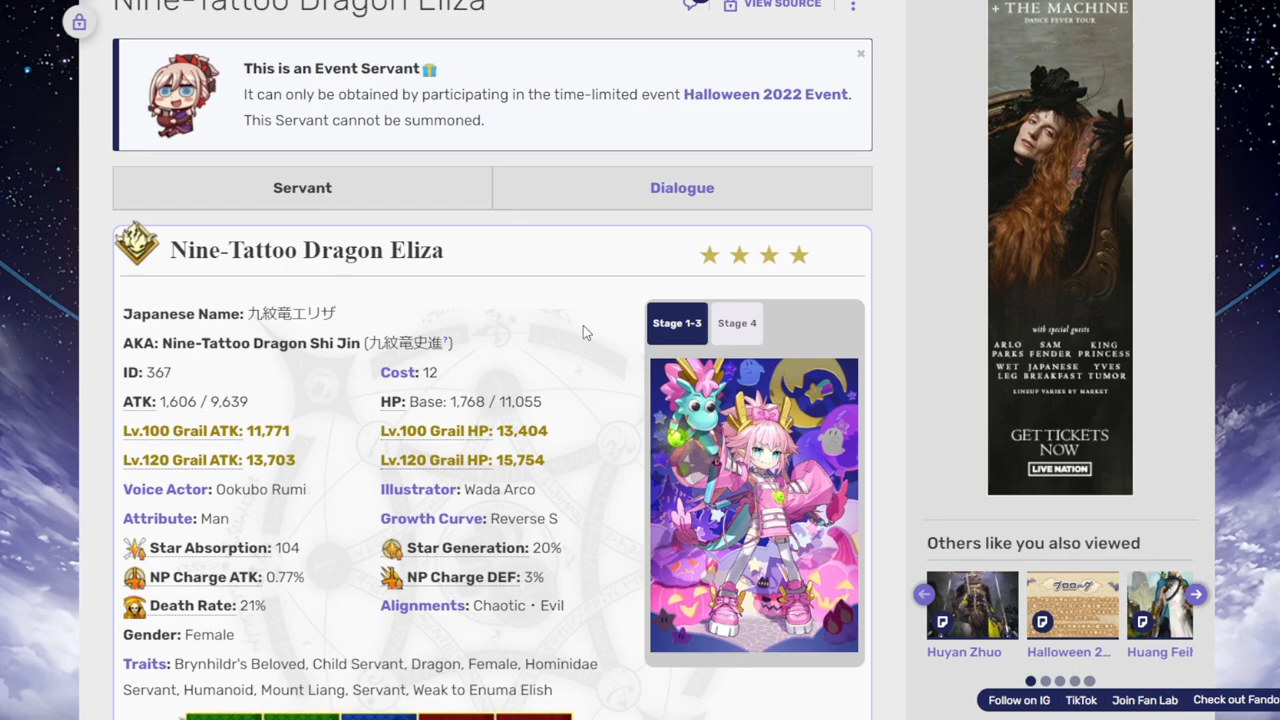 Nine-Tattoo Dragon Eliza
VIEW SOURCE
This is an Event Servant
It can only be obtained by participating in the time-limited event Halloween 2022 Event.
This Servant cannot be summoned.
Servant
Dialogue
Nine-Tattoo Dragon Eliza
Japanese Name: 九紋竜エリザ
AKA: Nine-Tattoo Dragon Shi Jin (九紋竜史進?)
ID: 367
Cost: 12
ATK: 1,606 / 9,639
HP: Base: 1,768 / 11,055
Lv.100 Grail ATK: 11,771
Lv.100 Grail HP: 13,404
Lv.120 Grail ATK: 13,703
Lv.120 Grail HP: 15,754
Voice Actor: Ookubo Rumi
Illustrator: Wada Arco
Attribute: Man
Growth Curve: Reverse S
Star Absorption: 104
Star Generation: 20%
NP Charge ATK: 0.77%
NP Charge DEF: 3%
Death Rate: 21%
Alignments: Chaotic・Evil
Gender: Female
Traits: Brynhildr's Beloved, Child Servant, Dragon, Female, Hominidae
Servant, Humanoid, Mount Liang, Servant, Weak to Enuma Elish
Stage 1-3
Stage 4
+ THE MACHINE
DANCE FEVER TOUR
with special guests
ARLO SAM KING
PARKS FENDER PRINCESS
WET JAPANESE YVES
LEG BREAKFAST TUMOR
LINEUP VARIES BY MARKET
GET TICKETS
NOW
LIVE NATION
Others like you also viewed
プロローグ
Huyan Zhuo
Halloween 2...
Huang Feih
Follow on IG
TikTok
Join Fan Lab
Check out Fando